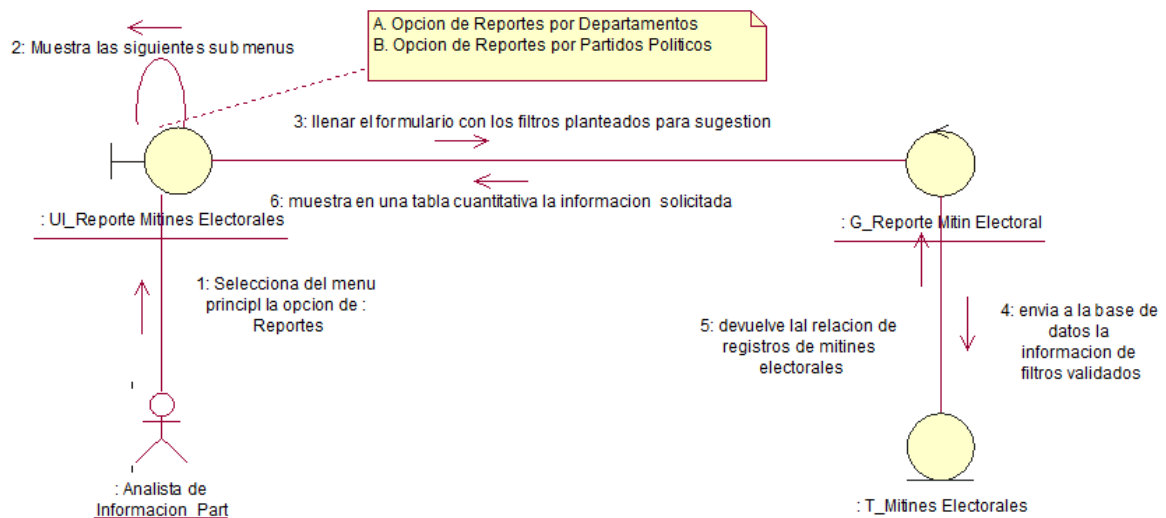 A. Opcion de Reportes por Departamentos
B. Opcion de Reportes por Partidos Politicos
2: Muestra las siguientes sub menus
3: llenar el formulario con los filtros planteados para sugestion
6: muestra en una tabla cuantitativa la informacion solicitada
: UI_Reporte Mitines Electorales
: G_Reporte Mitin Electoral
1: Selecciona del menu
principl la opcion de :
Reportes
5: devuelve lal relacion de
registros de mitines
electorales
4: envia a la base de
datos la
informacion de
filtros validados
: Analista de
Informacion_Part
: T_Mitines Electorales